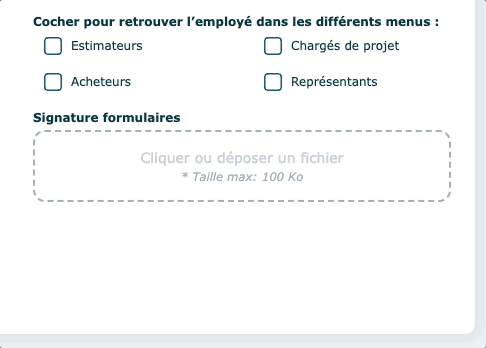 Cocher pour retrouver l’employé dans les différents menus :
Estimateurs
Chargés de projet
Acheteurs
Représentants
Signature formulaires
Cliquer ou déposer un fichier
* Taille max: 100 Ko